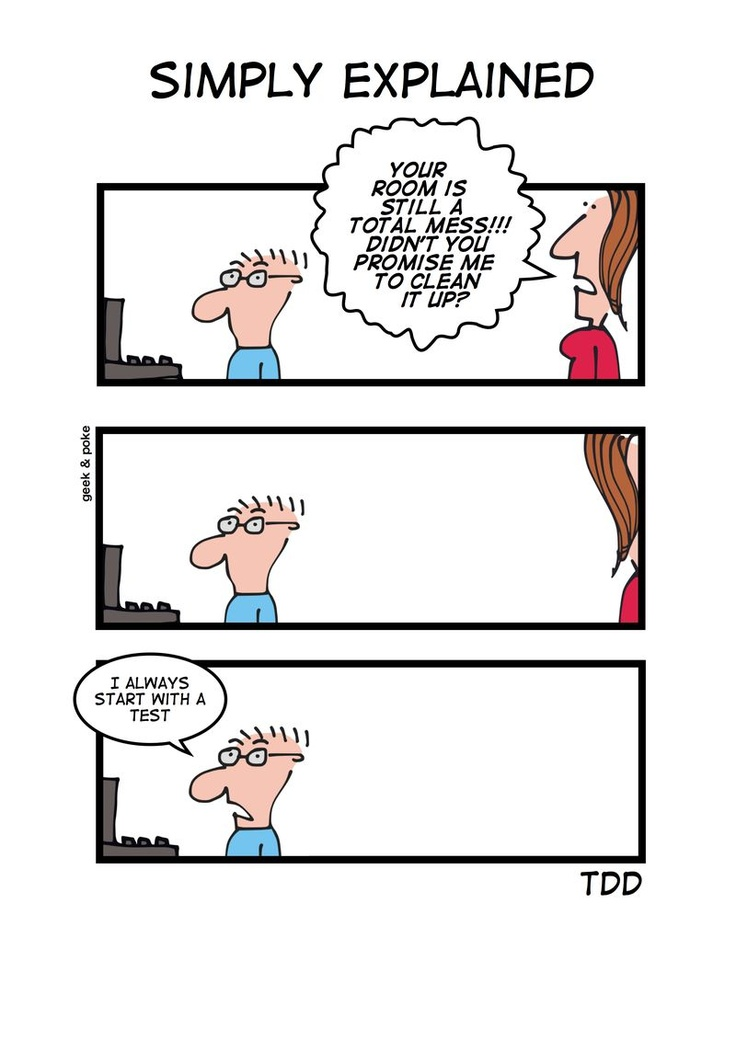 SIMPLY EXPLAINED
YOUR
ROOM IS
STILL A
TOTAL MESS!!!
DIDN'T YOU
PROMISE ME
TO CLEAN
IT UP?
geek & poke
I ALWAYS
START WITH A
TEST
TDD